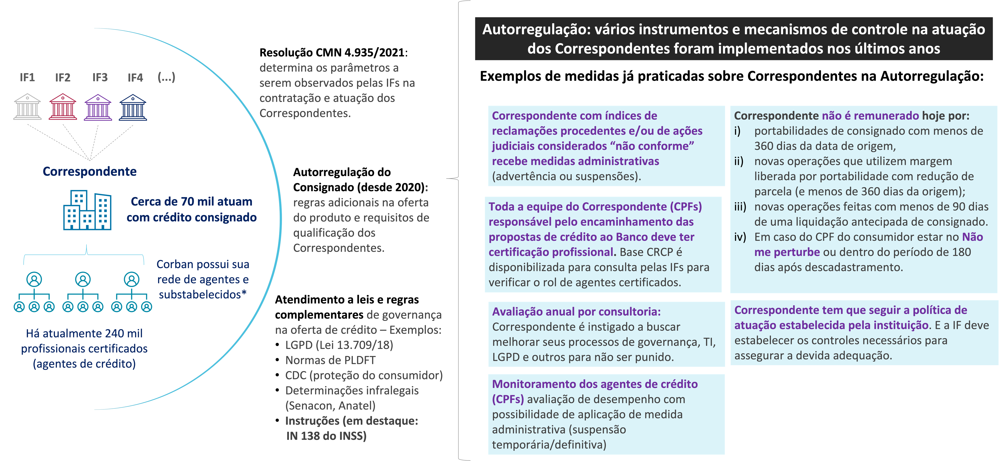 IF1 IF2 IF3 IF4 (...)
Correspondente
Cerca de 70 mil atuam
com crédito consignado
Corban possui sua
rede de agentes e
substabelecidos*
Há atualmente 240 mil
profissionais certificados
(agentes de crédito)
Resolução CMN 4.935/2021:
determina os parâmetros a
serem observados pelas IFs na
contratação e atuação dos
Correspondentes.
Autorregulação do
Consignado (desde 2020):
regras adicionais na oferta
do produto e requisitos de
qualificação dos
Correspondentes.
Atendimento a leis e regras
complementares de governança
na oferta de crédito – Exemplos:
• LGPD (Lei 13.709/18)
• Normas de PLDFT
• CDC (proteção do consumidor)
• Determinações infralegais
(Senacon, Anatel)
• Instruções (em destaque:
IN 138 do INSS)
Autorregulação: vários instrumentos e mecanismos de controle na atuação
dos Correspondentes foram implementados nos últimos anos
Exemplos de medidas já praticadas sobre Correspondentes na Autorregulação:
Correspondente com índices de
reclamações procedentes e/ou de ações
judiciais considerados “não conforme”
recebe medidas administrativas
(advertência ou suspensões).
Toda a equipe do Correspondente (CPFs)
responsável pelo encaminhamento das
propostas de crédito ao Banco deve ter
certificação profissional. Base CRCP é
disponibilizada para consulta pelas IFs para
verificar o rol de agentes certificados.
Avaliação anual por consultoria:
Correspondente é instigado a buscar
melhorar seus processos de governança, TI,
LGPD e outros para não ser punido.
Monitoramento dos agentes de crédito
(CPFs) avaliação de desempenho com
possibilidade de aplicação de medida
administrativa (suspensão
temporária/definitiva)
Correspondente não é remunerado hoje por:
i) portabilidades de consignado com menos de
360 dias da data de origem,
ii) novas operações que utilizem margem
liberada por portabilidade com redução de
parcela (e menos de 360 dias da origem);
iii) novas operações feitas com menos de 90 dias
de uma liquidação antecipada de consignado.
iv) Em caso do CPF do consumidor estar no Não
me perturbe ou dentro do período de 180
dias após descadastramento.
Correspondente tem que seguir a política de
atuação estabelecida pela instituição. E a IF deve
estabelecer os controles necessários para
assegurar a devida adequação.